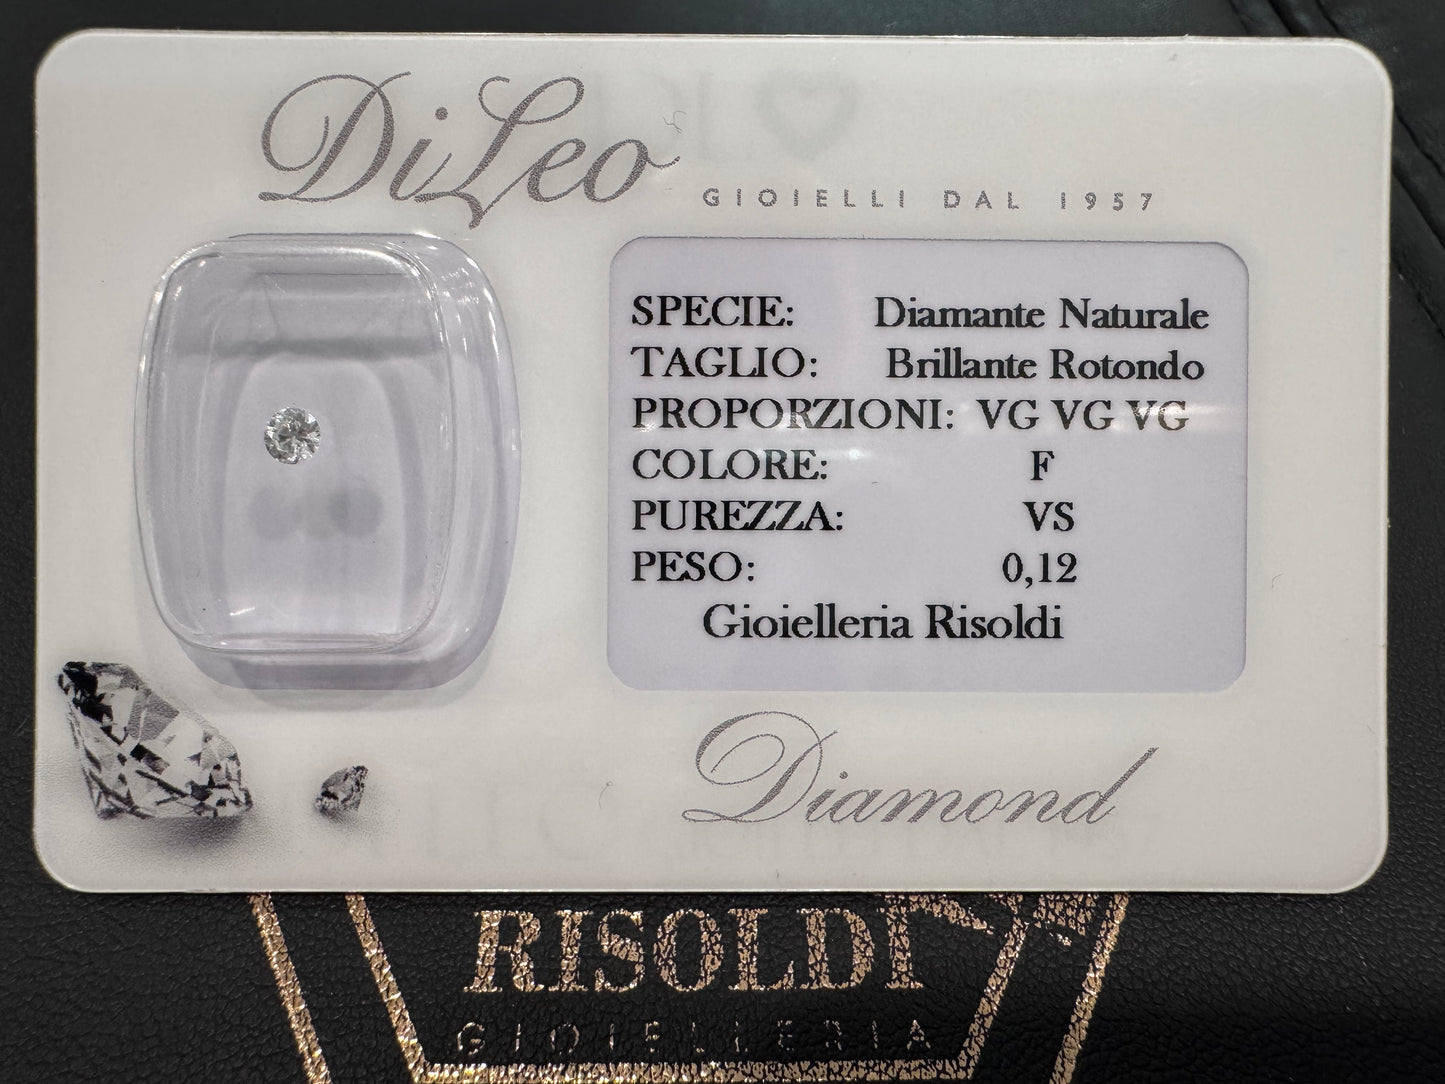 DiLeo GIOIELLI DAL 1957
SPECIE: Diamante Naturale
TAGLIO: Brillante Rotondo
PROPORZIONI: VG VG VG
COLORE: F
PUREZZA: VS
PESO: 0,12
Gioielleria Risoldi
Diamond
RISOLDI
GIOIELLERIA